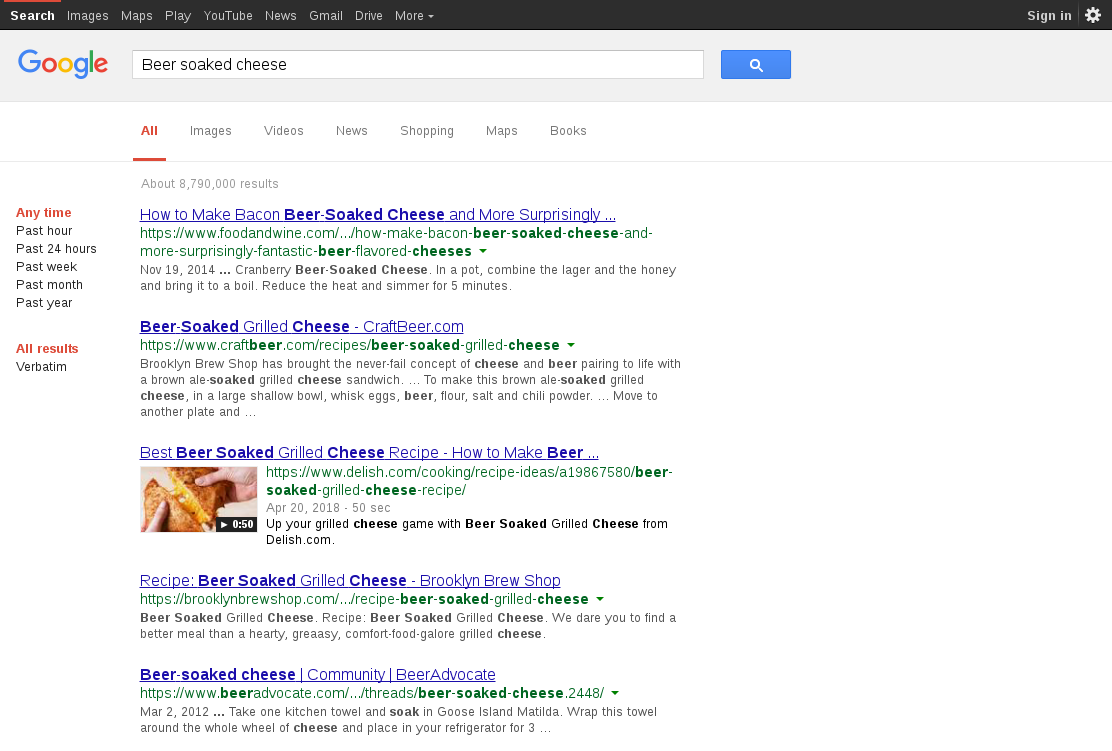 Search Images Maps Play YouTube News Gmail Drive More Sign in
Google Beer soaked cheese
All Images Videos News Shopping Maps Books
About 8,790,000 results
Any time
Past hour
Past 24 hours
Past week
Past month
Past year
All results
Verbatim
How to Make Bacon Beer-Soaked Cheese and More Surprisingly ...
https://www.foodandwine.com/.../how-make-bacon-beer-soaked-cheese-and-
more-surprisingly-fantastic-beer-flavored-cheeses
Nov 19, 2014 ... Cranberry Beer-Soaked Cheese. In a pot, combine the lager and the honey
and bring it to a boil. Reduce the heat and simmer for 5 minutes.
Beer-Soaked Grilled Cheese - CraftBeer.com
https://www.craftbeer.com/recipes/beer-soaked-grilled-cheese
Brooklyn Brew Shop has brought the never-fail concept of cheese and beer pairing to life with
a brown ale-soaked grilled cheese sandwich. ... To make this brown ale-soaked grilled
cheese, in a large shallow bowl, whisk eggs, beer, flour, salt and chili powder. ... Move to
another plate and ...
Best Beer Soaked Grilled Cheese Recipe - How to Make Beer ...
0:50
https://www.delish.com/cooking/recipe-ideas/a19867580/beer-
soaked-grilled-cheese-recipe/
Apr 20, 2018 - 50 sec
Up your grilled cheese game with Beer Soaked Grilled Cheese from
Delish.com.
Recipe: Beer Soaked Grilled Cheese - Brooklyn Brew Shop
https://brooklynbrewshop.com/.../recipe-beer-soaked-grilled-cheese
Beer Soaked Grilled Cheese. Recipe: Beer Soaked Grilled Cheese. We dare you to find a
better meal than a hearty, greaasy, comfort-food-galore grilled cheese.
Beer-soaked cheese | Community | BeerAdvocate
https://www.beeradvocate.com/.../threads/beer-soaked-cheese.2448/
Mar 2, 2012 ... Take one kitchen towel and soak in Goose Island Matilda. Wrap this towel
around the whole wheel of cheese and place in your refrigerator for 3 ...